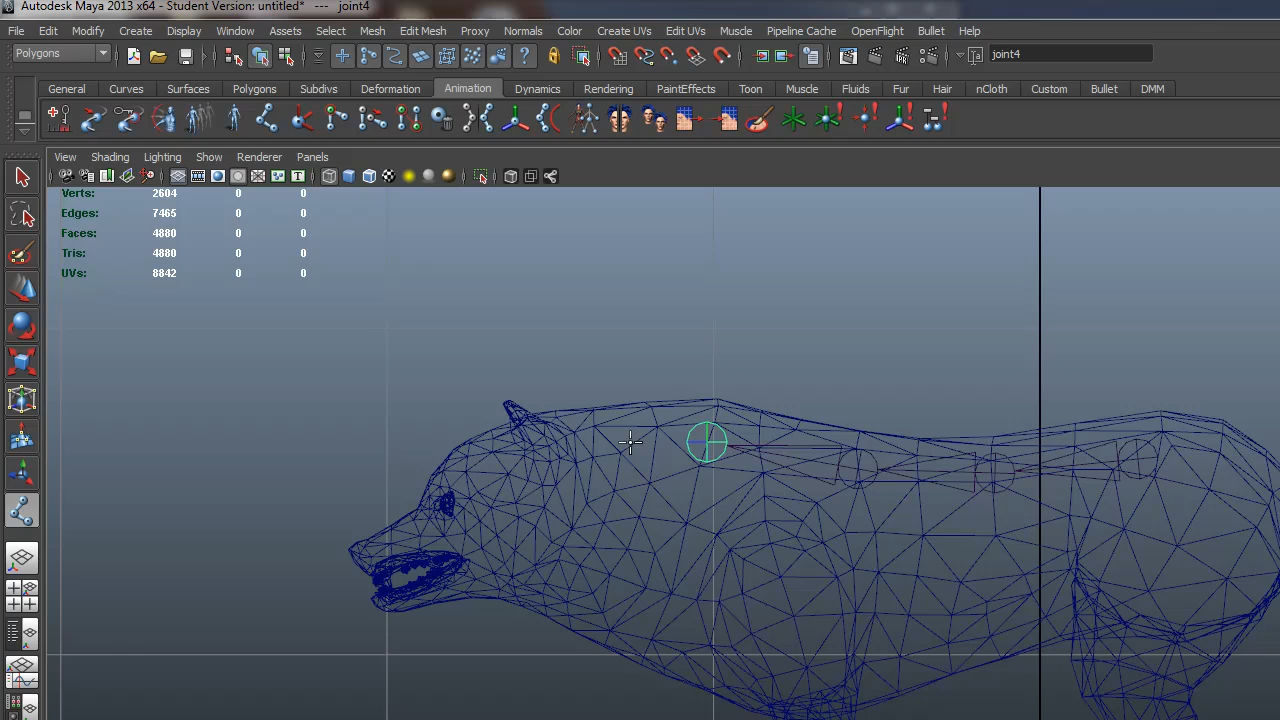 Autodesk Maya 2013 x64 - Student Version: untitled* --- joint4
File Edit Modify Create Display Window Assets Select Mesh Edit Mesh Proxy Normals Color Create UVs Edit UVs Muscle Pipeline Cache OpenFlight Bullet Help
Polygons joint4
General Curves Surfaces Polygons Subdivs Deformation Animation Dynamics Rendering PaintEffects Toon Muscle Fluids Fur Hair nCloth Custom Bullet DMM
View Shading Lighting Show Renderer Panels
Verts: 2604 0 0
Edges: 7465 0 0
Faces: 4880 0 0
Tris: 4880 0 0
UVs: 8842 0 0